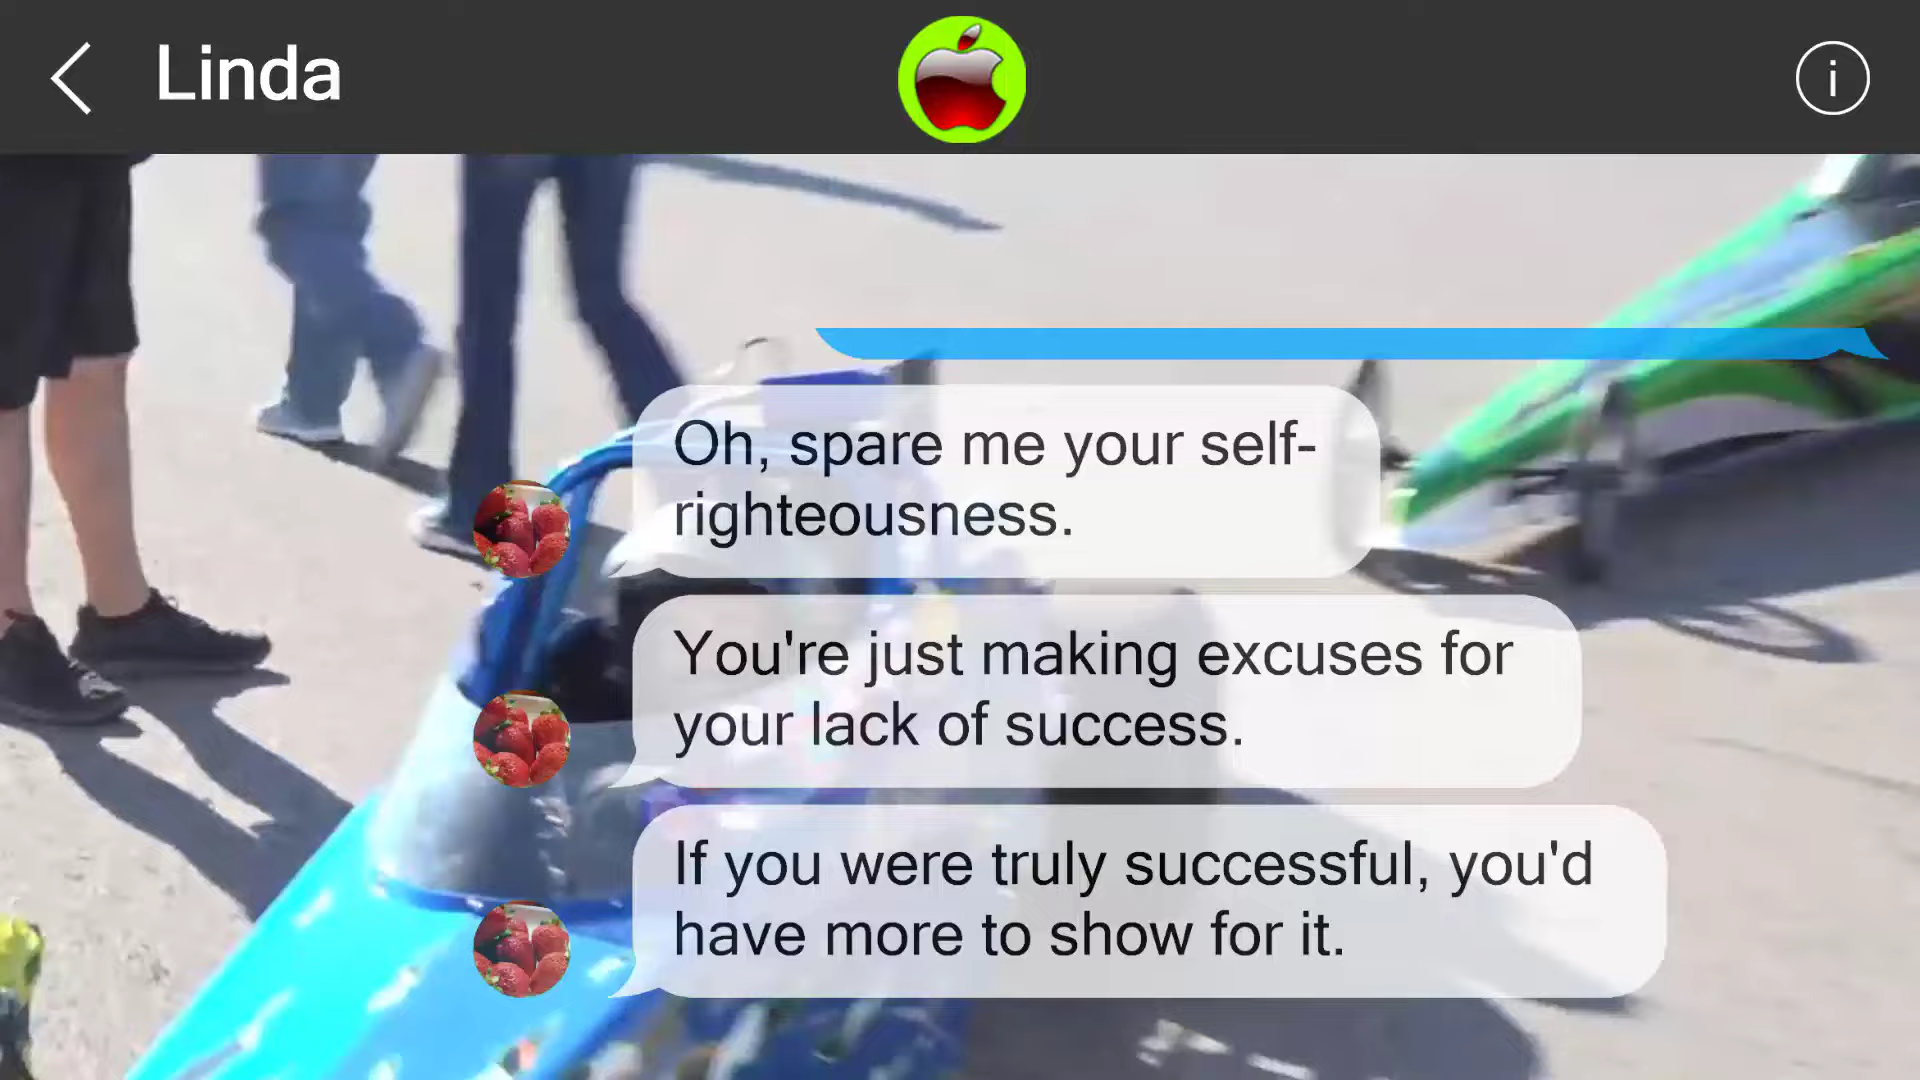 Linda
i
Oh, spare me your self-
righteousness.
You're just making excuses for
your lack of success.
If you were truly successful, you'd
have more to show for it.